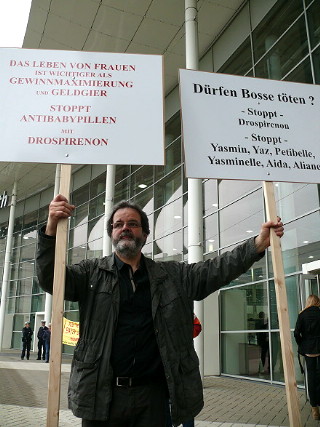 DAS LEBEN VON FRAUEN
IST WICHTIGER ALS
GEWINNMAXIMIERUNG
UND GELDGIER
STOPPT
ANTIBABYPILLEN
MIT
DROSPIRENON
Dürfen Bosse töten ?
- Stoppt -
Drospirenon
- Stoppt -
Yasmin, Yaz, Petibelle,
Yasminelle, Aida, Aliane